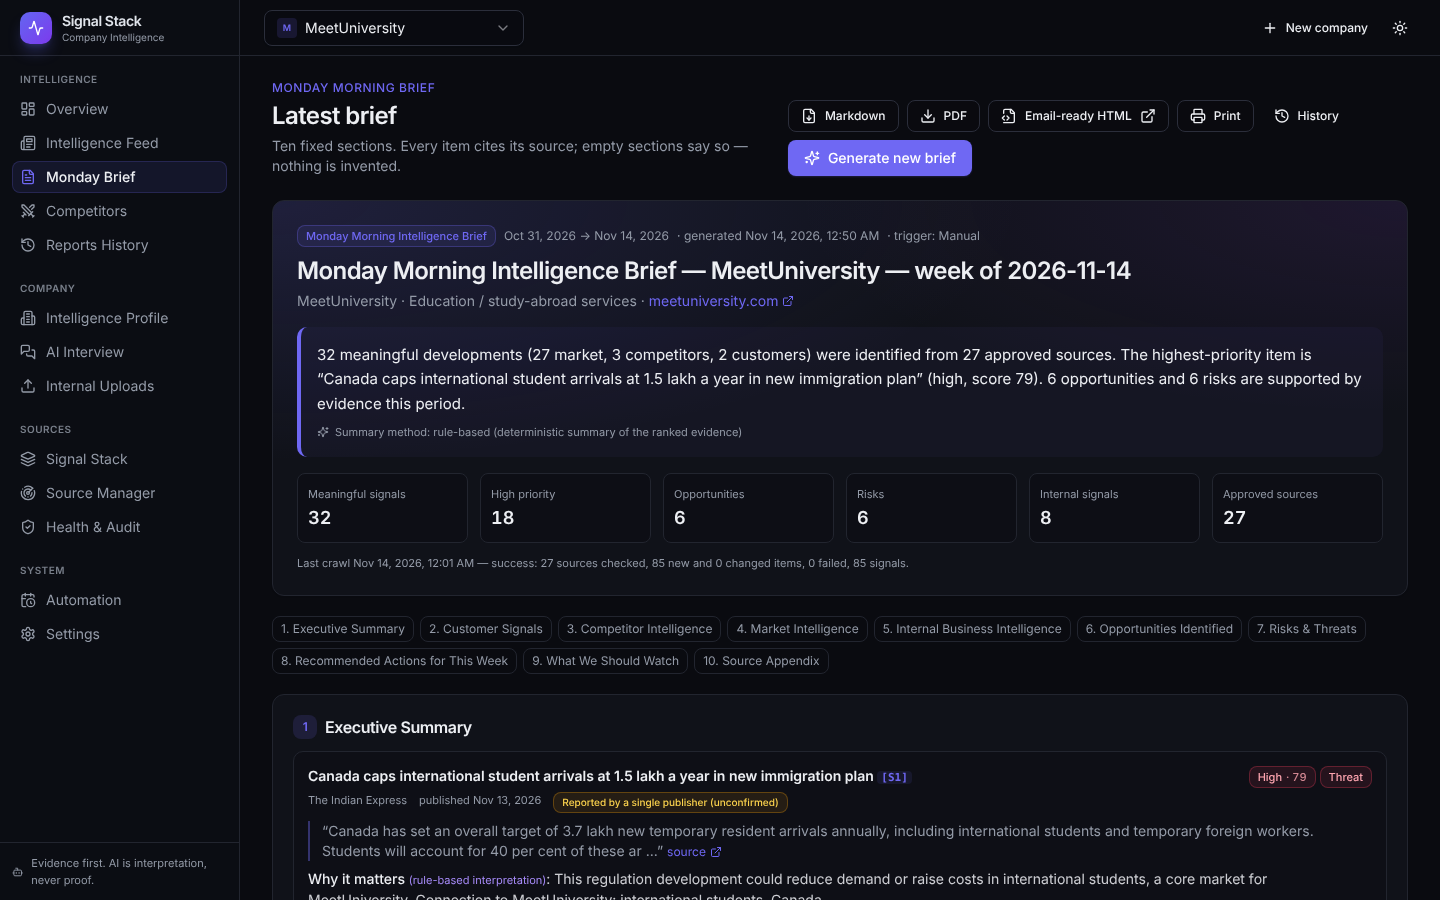 Signal Stack
Company Intelligence
INTELLIGENCE
Overview
Intelligence Feed
Monday Brief
Competitors
Reports History
COMPANY
Intelligence Profile
AI Interview
Internal Uploads
SOURCES
Signal Stack
Source Manager
Health & Audit
SYSTEM
Automation
Settings
Evidence first. AI is interpretation,
never proof.
M MeetUniversity
New company
MONDAY MORNING BRIEF
Latest brief
Ten fixed sections. Every item cites its source; empty sections say so —
nothing is invented.
Markdown PDF Email-ready HTML Print History
Generate new brief
Monday Morning Intelligence Brief Oct 31, 2026 → Nov 14, 2026 · generated Nov 14, 2026, 12:50 AM · trigger: Manual
Monday Morning Intelligence Brief — MeetUniversity — week of 2026-11-14
MeetUniversity · Education / study-abroad services · meetuniversity.com
32 meaningful developments (27 market, 3 competitors, 2 customers) were identified from 27 approved sources. The highest-priority item is
“Canada caps international student arrivals at 1.5 lakh a year in new immigration plan” (high, score 79). 6 opportunities and 6 risks are supported by
evidence this period.
Summary method: rule-based (deterministic summary of the ranked evidence)
Meaningful signals High priority Opportunities Risks Internal signals Approved sources
32 18 6 6 8 27
Last crawl Nov 14, 2026, 12:01 AM — success: 27 sources checked, 85 new and 0 changed items, 0 failed, 85 signals.
1. Executive Summary 2. Customer Signals 3. Competitor Intelligence 4. Market Intelligence 5. Internal Business Intelligence 6. Opportunities Identified 7. Risks & Threats
8. Recommended Actions for This Week 9. What We Should Watch 10. Source Appendix
1 Executive Summary
Canada caps international student arrivals at 1.5 lakh a year in new immigration plan [S1] High · 79 Threat
The Indian Express published Nov 13, 2026 Reported by a single publisher (unconfirmed)
“Canada has set an overall target of 3.7 lakh new temporary resident arrivals annually, including international students and temporary foreign workers.
Students will account for 40 per cent of these ar ...” source
Why it matters (rule-based interpretation): This regulation development could reduce demand or raise costs in international students, a core market for
MeetUniversity. Connection to MeetUniversity: international students, Canada.